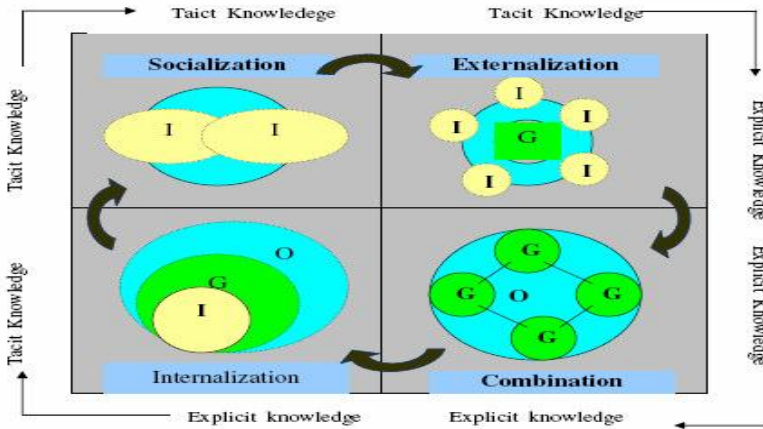 Taict Knowledege
Tacit Knowledge
Socialization
Externalization
Tacit Knowledge
Explicit Knowledge
I
I
I
I
I
I
I
G
Tacit Knowledge
Explicit Knowledge
O
G
I
G
G
O
G
G
Internalization
Combination
Explicit knowledge
Explicit knowledge